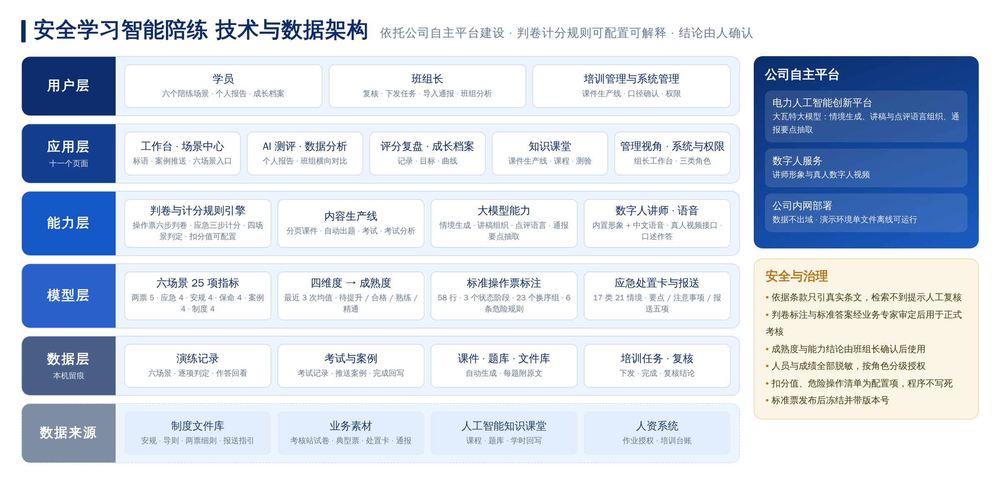 安全学习智能陪练 技术与数据架构
依托公司自主平台建设 · 判卷计分规则可配置可解释 · 结论由人确认
用户层
学员
六个陪练场景 · 个人报告 · 成长档案
班组长
复核 · 下发任务 · 导入通报 · 班组分析
培训管理与系统管理
课件生产线 · 口径确认 · 权限
应用层
十一个页面
工作台 · 场景中心
标语 · 案例推送 · 六场景入口
AI 测评 · 数据分析
个人报告 · 班组横向对比
评分复盘 · 成长档案
记录 · 目标 · 曲线
知识课堂
课件生产线 · 课程 · 测验
管理视角 · 系统与权限
组长工作台 · 三类角色
能力层
判卷与计分规则引擎
操作票六步判卷 · 应急三步计分 · 四场
景判定 · 扣分值可配置
内容生产线
分页课件 · 自动出题 · 考试 · 考试分析
大模型能力
情境生成 · 讲稿组织 · 点评语言 · 通报
要点抽取
数字人讲师 · 语音
内置形象 + 中文语音 · 真人视频接口 ·
口述作答
模型层
六场景 25 项指标
两票 5 · 应急 4 · 安规 4 · 保命 4 · 案例
4 · 制度 4
四维度 → 成熟度
最近 3 次均值 · 待提升 / 合格 / 熟练 /
精通
标准操作票标注
58 行 · 3 个状态阶段 · 23 个换序组 · 6
条危险规则
应急处置卡与报送
17 类 21 情境 · 要点 / 注意事项 / 报
送五项
数据层
本机留痕
演练记录
六场景 · 逐项判定 · 作答回看
考试与案例
考试记录 · 推送案例 · 完成回写
课件 · 题库 · 文件库
自动生成 · 每题附原文
培训任务 · 复核
下发 · 完成 · 复核结论
数据来源
制度文件库
安规 · 导则 · 两票细则 · 报送指引
业务素材
考核站试卷 · 典型票 · 处置卡 · 通报
人工智能知识课堂
课程 · 题库 · 学时回写
人资系统
作业授权 · 培训台账
公司自主平台
电力人工智能创新平台
大瓦特大模型：情境生成、讲稿与点评语言组织、通
报要点抽取
数字人服务
讲师形象与真人数字人视频
公司内网部署
数据不出域 · 演示环境单文件离线可运行
安全与治理
• 依据条款只引真实条文，检索不到提示人工复核
• 判卷标注与标准答案经业务专家审定后用于正式
考核
• 成熟度与能力结论由班组长确认后使用
• 人员与成绩全部脱敏，按角色分级授权
• 扣分值、危险操作清单为配置项，程序不写死
• 标准票发布后冻结并带版本号